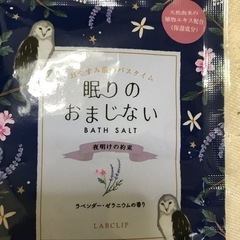 天然由来の
植物エキス配合
(保湿成分)
おやすみ前のバスタイム
眠りの
おまじない
BATH SALT
夜明けの約束
ラベンダー・ゼラニウムの香り
LABCLIP